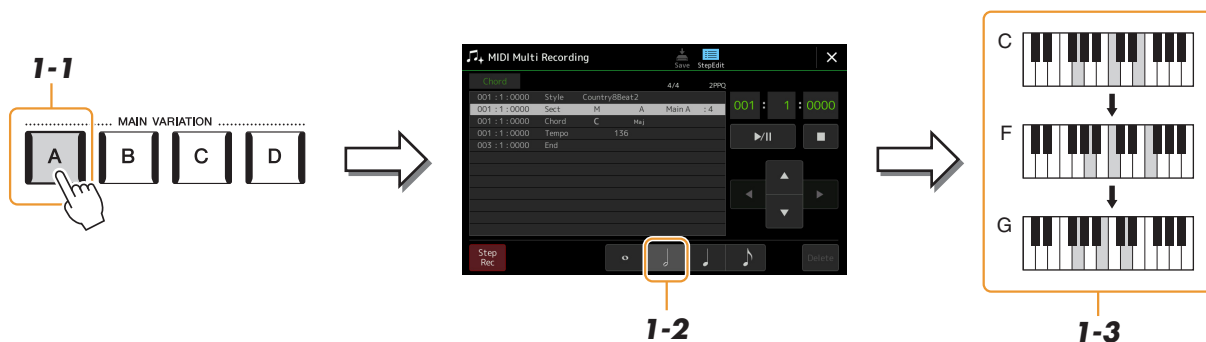 1-1
MAIN VARIATION
A B C D
MIDI Multi Recording
Save StepEdit
Chord 4/4 2PPQ
001 : 1 : 0000 Style Country8Beat2
001 : 1 : 0000 Sect M A Main A : 4
001 : 1 : 0000 Chord C Maj
001 : 1 : 0000 Tempo 136
003 : 1 : 0000 End
001 : 1 : 0000
Step
Rec
Delete
1-2
C
F
G
1-3